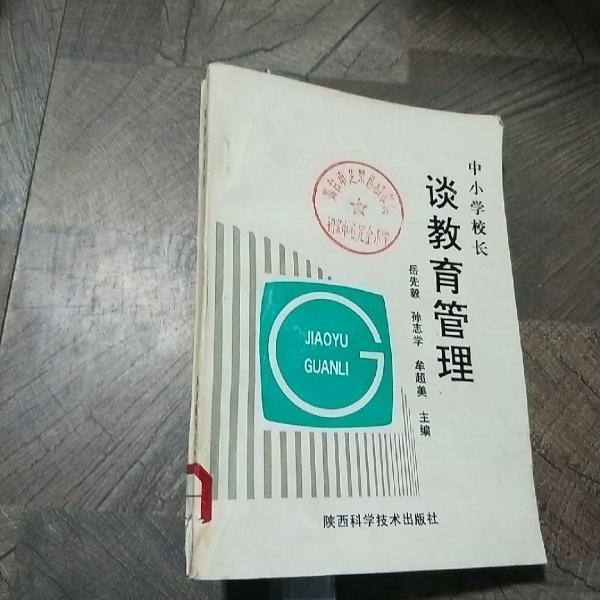 中小学校长
谈教育管理
岳先毅 孙志学 牟超美 主编
JIAOYU
GUANLI
陕西科学技术出版社